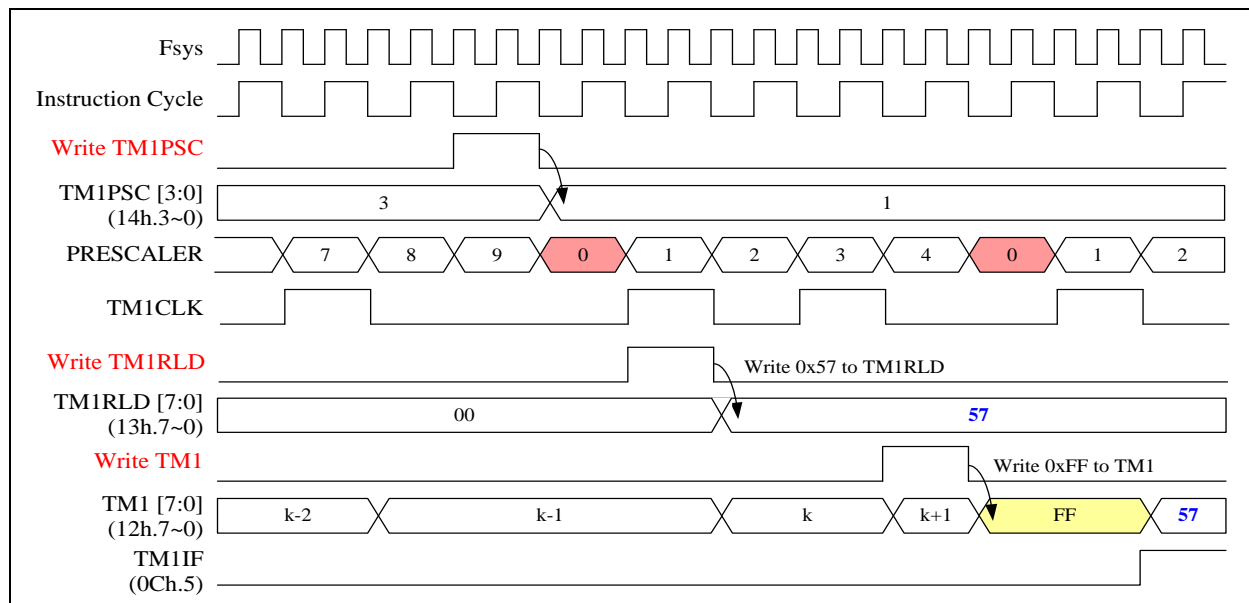 Fsys
Instruction Cycle
Write TM1PSC
TM1PSC [3:0]
(14h.3~0)
3 1
PRESCALER
7 8 9 0 1 2 3 4 0 1 2
TM1CLK
Write TM1RLD
Write 0x57 to TM1RLD
TM1RLD [7:0]
(13h.7~0)
00 57
Write TM1
Write 0xFF to TM1
TM1 [7:0]
(12h.7~0)
k-2 k-1 k k+1 FF 57
TM1IF
(0Ch.5)